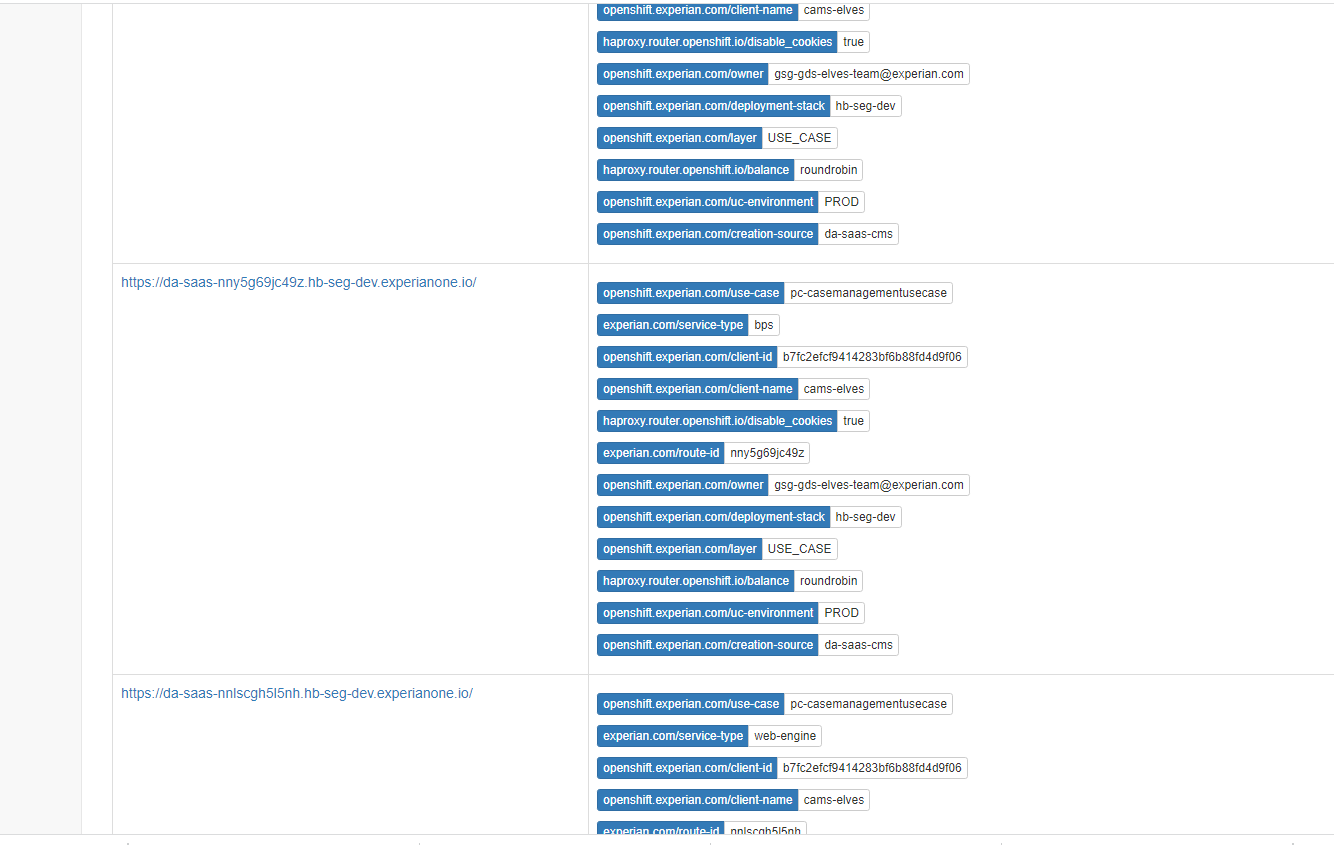 openshift.experian.com/client-name cams-elves
haproxy.router.openshift.io/disable_cookies true
openshift.experian.com/owner gsg-gds-elves-team@experian.com
openshift.experian.com/deployment-stack hb-seg-dev
openshift.experian.com/layer USE_CASE
haproxy.router.openshift.io/balance roundrobin
openshift.experian.com/uc-environment PROD
openshift.experian.com/creation-source da-saas-cms
https://da-saas-nny5g69jc49z.hb-seg-dev.experianone.io/
openshift.experian.com/use-case pc-casemanagementusecase
experian.com/service-type bps
openshift.experian.com/client-id b7fc2efcf9414283bf6b88fd4d9f06
openshift.experian.com/client-name cams-elves
haproxy.router.openshift.io/disable_cookies true
experian.com/route-id nny5g69jc49z
openshift.experian.com/owner gsg-gds-elves-team@experian.com
openshift.experian.com/deployment-stack hb-seg-dev
openshift.experian.com/layer USE_CASE
haproxy.router.openshift.io/balance roundrobin
openshift.experian.com/uc-environment PROD
openshift.experian.com/creation-source da-saas-cms
https://da-saas-nnlscgh5l5nh.hb-seg-dev.experianone.io/
openshift.experian.com/use-case pc-casemanagementusecase
experian.com/service-type web-engine
openshift.experian.com/client-id b7fc2efcf9414283bf6b88fd4d9f06
openshift.experian.com/client-name cams-elves
experian.com/route-id nnlscgh5l5nh